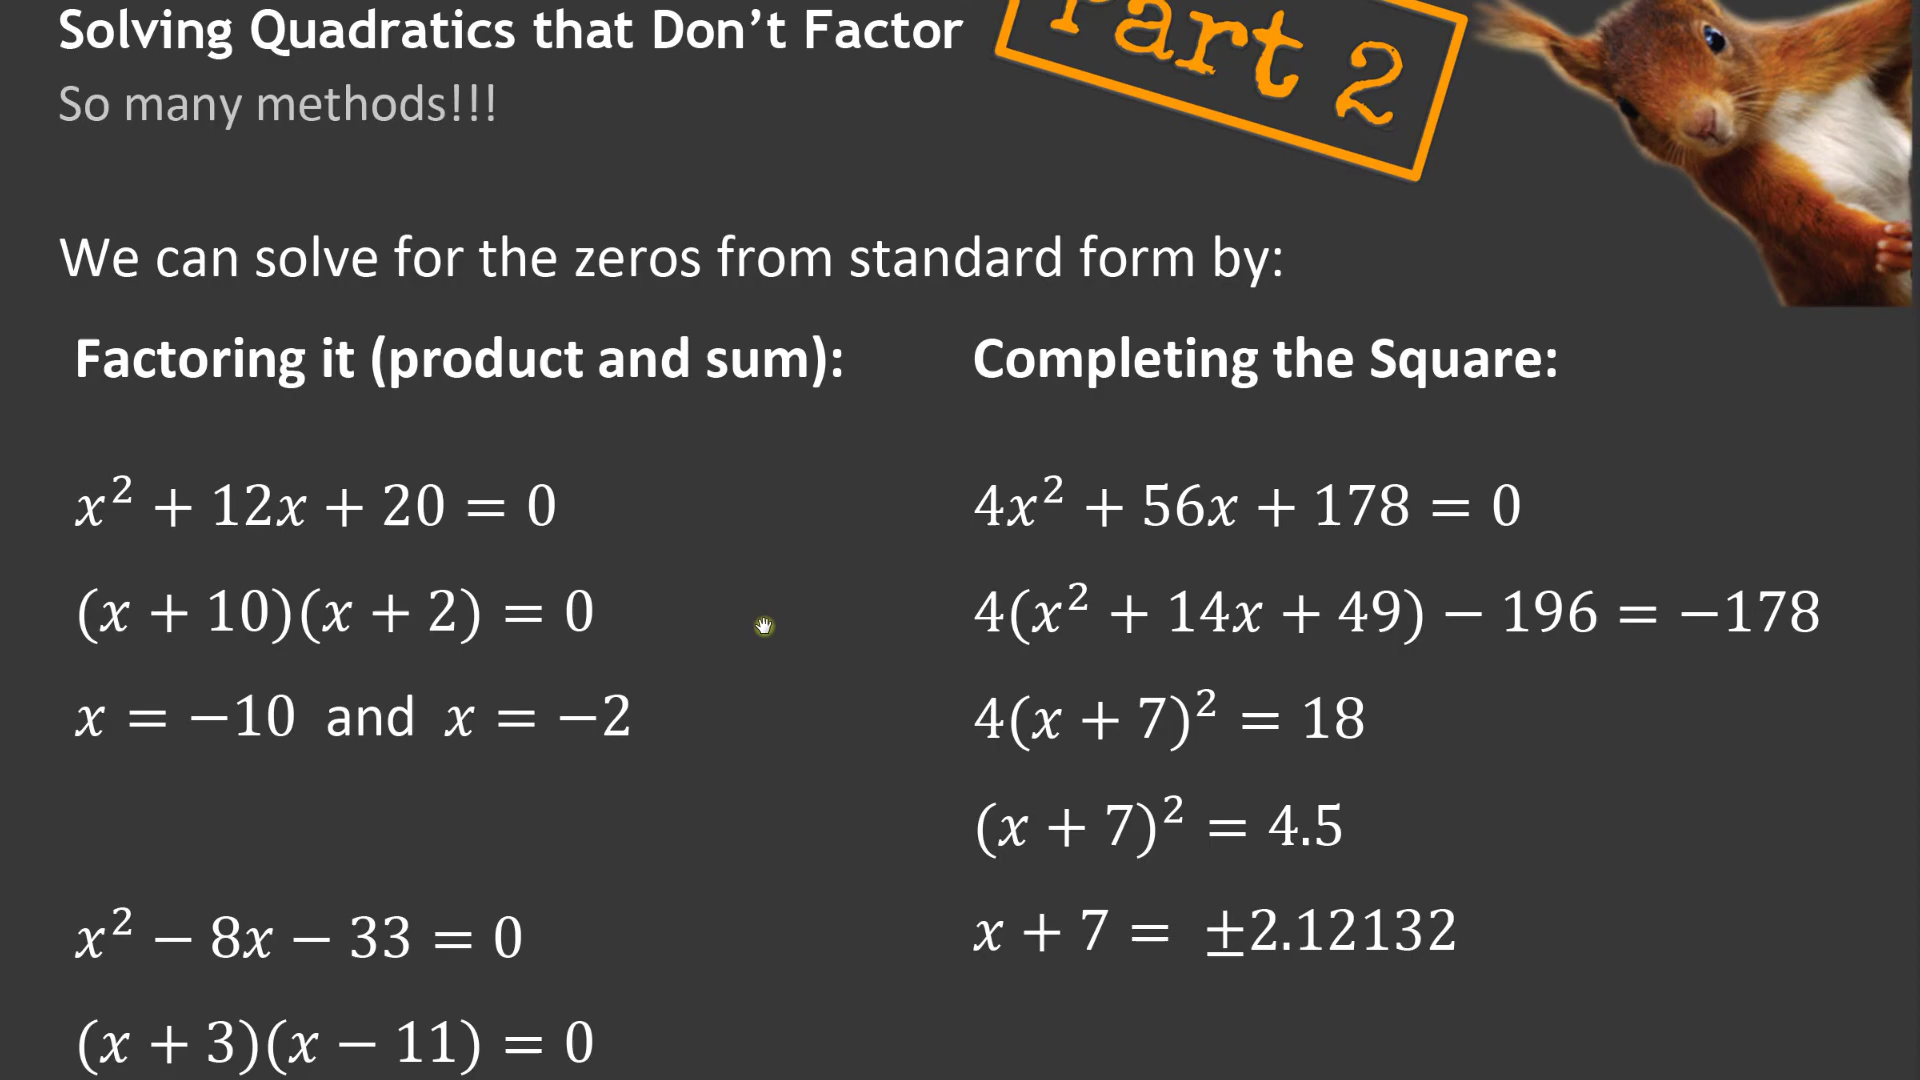 Solving Quadratics that Don’t Factor
Part 2
So many methods!!!
We can solve for the zeros from standard form by:
Factoring it (product and sum):
x² + 12x + 20 = 0
(x + 10)(x + 2) = 0
x = −10 and x = −2
x² − 8x − 33 = 0
(x + 3)(x − 11) = 0
Completing the Square:
4x² + 56x + 178 = 0
4(x² + 14x + 49) − 196 = −178
4(x + 7)² = 18
(x + 7)² = 4.5
x + 7 = ±2.12132